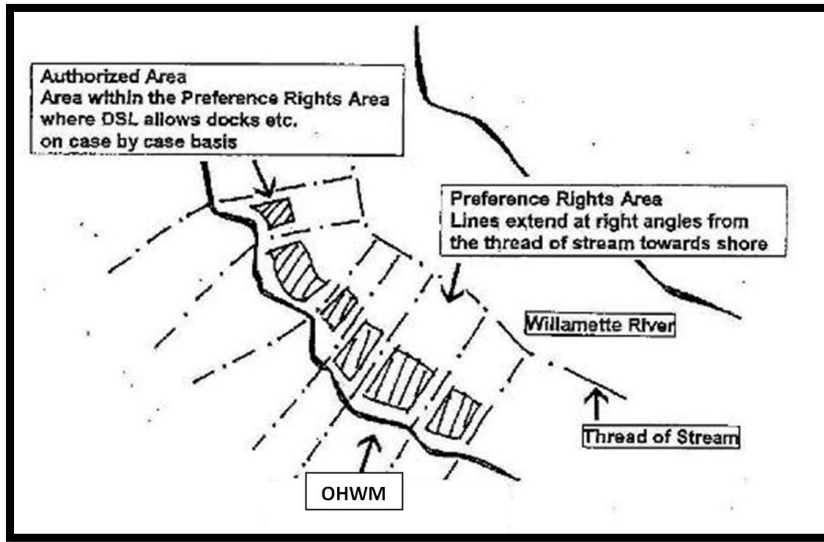 Authorized Area
Area within the Preference Rights Area
where DSL allows docks etc.
on case by case basis
Preference Rights Area
Lines extend at right angles from
the thread of stream towards shore
Willamette River
Thread of Stream
OHWM